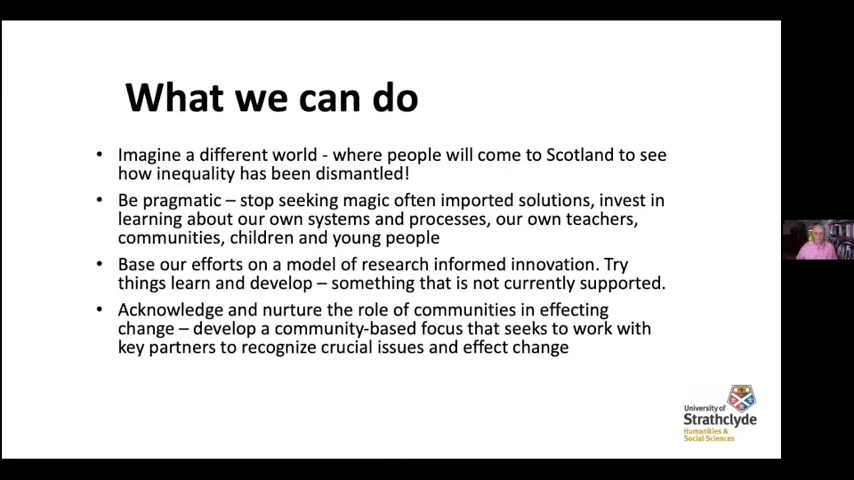 What we can do
• Imagine a different world - where people will come to Scotland to see
how inequality has been dismantled!
• Be pragmatic – stop seeking magic often imported solutions, invest in
learning about our own systems and processes, our own teachers,
communities, children and young people
• Base our efforts on a model of research informed innovation. Try
things learn and develop – something that is not currently supported.
• Acknowledge and nurture the role of communities in effecting
change – develop a community-based focus that seeks to work with
key partners to recognize crucial issues and effect change
University of
Strathclyde
Humanities &
Social Sciences